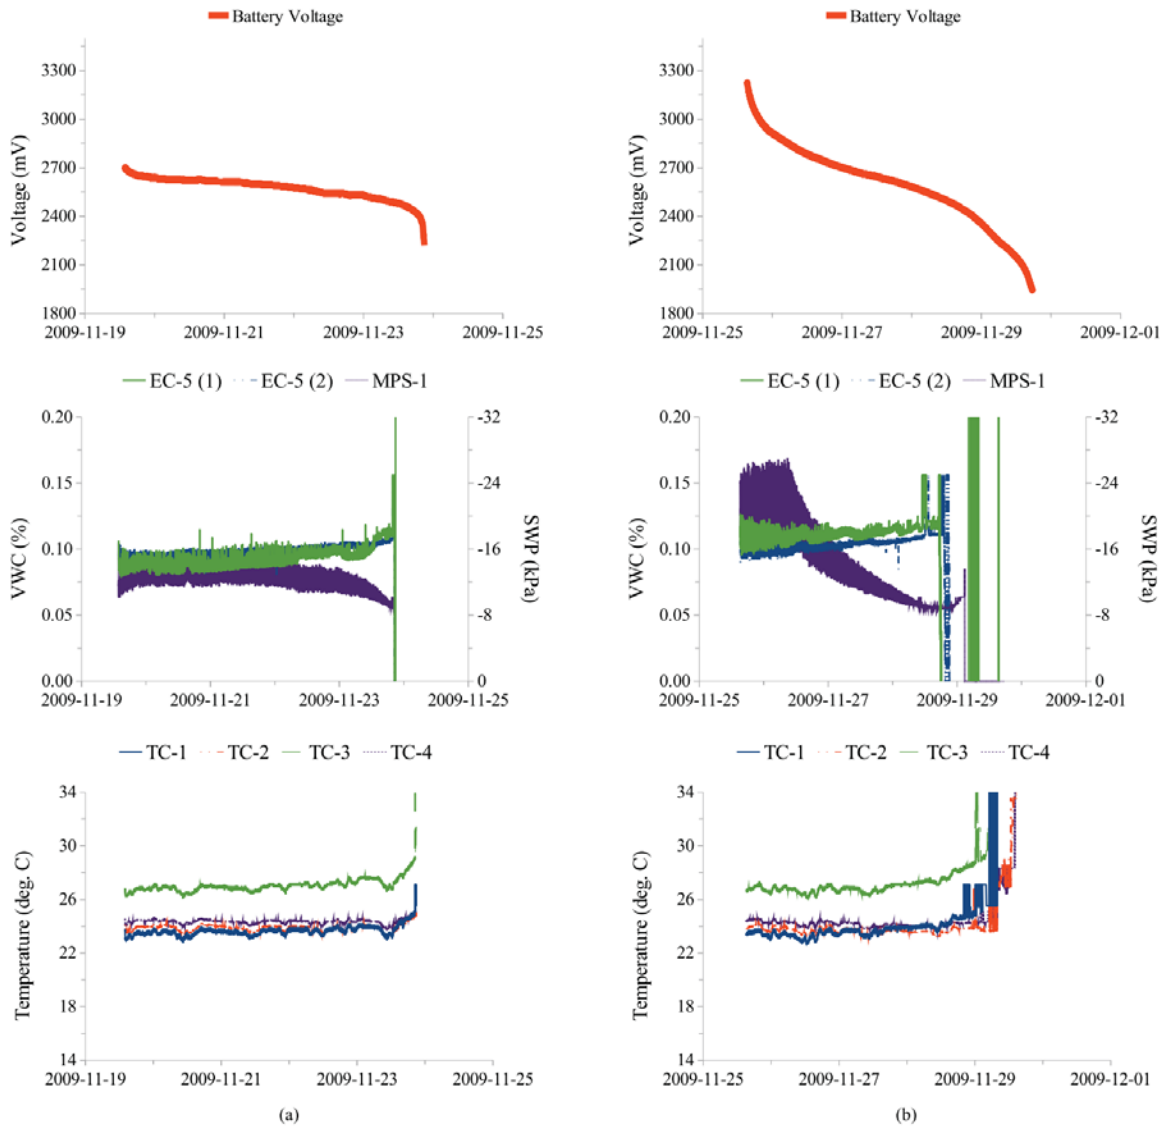 Battery Voltage
3300
3000
2700
2400
2100
1800
Voltage (mV)
2009-11-19 2009-11-21 2009-11-23 2009-11-25
Battery Voltage
3300
3000
2700
2400
2100
1800
Voltage (mV)
2009-11-25 2009-11-27 2009-11-29 2009-12-01
EC-5 (1) EC-5 (2) MPS-1
0.20
0.15
0.10
0.05
0.00
VWC (%)
-32
-24
-16
-8
0
SWP (kPa)
2009-11-19 2009-11-21 2009-11-23 2009-11-25
EC-5 (1) EC-5 (2) MPS-1
0.20
0.15
0.10
0.05
0.00
VWC (%)
-32
-24
-16
-8
0
SWP (kPa)
2009-11-25 2009-11-27 2009-11-29 2009-12-01
TC-1 TC-2 TC-3 TC-4
34
30
26
22
18
14
Temperature (deg. C)
2009-11-19 2009-11-21 2009-11-23 2009-11-25
(a)
TC-1 TC-2 TC-3 TC-4
34
30
26
22
18
14
Temperature (deg. C)
2009-11-25 2009-11-27 2009-11-29 2009-12-01
(b)